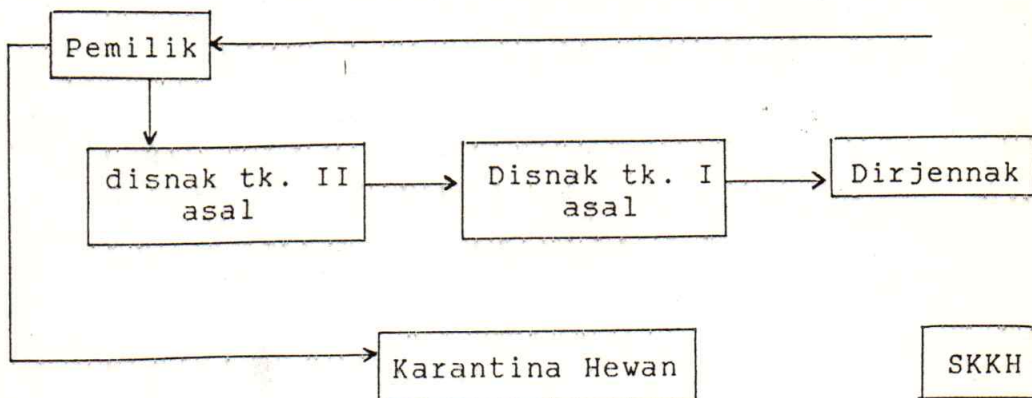 Pemilik
disnak tk. II
asal
Disnak tk. I
asal
Dirjennak
Karantina Hewan
SKKH